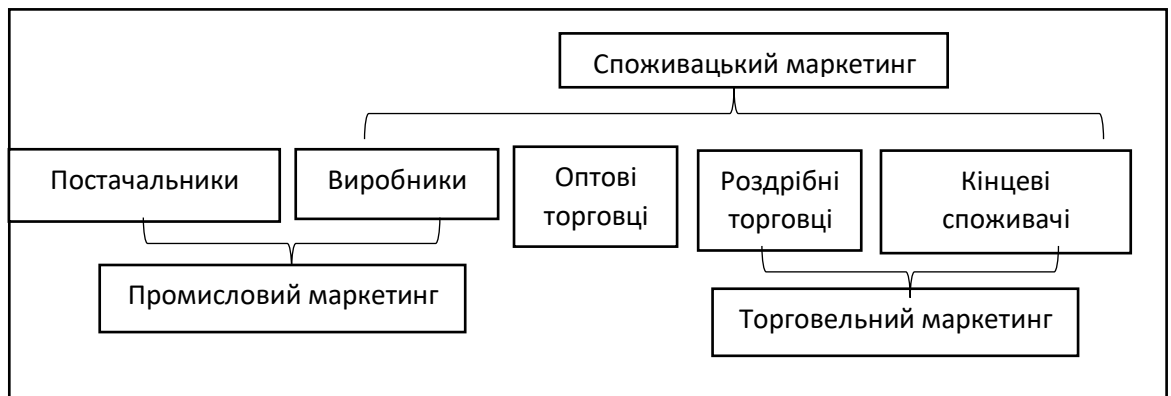 Споживацький маркетинг
Постачальники
Виробники
Оптові
торговці
Роздрібні
торговці
Кінцеві
споживачі
Промисловий маркетинг
Торговельний маркетинг